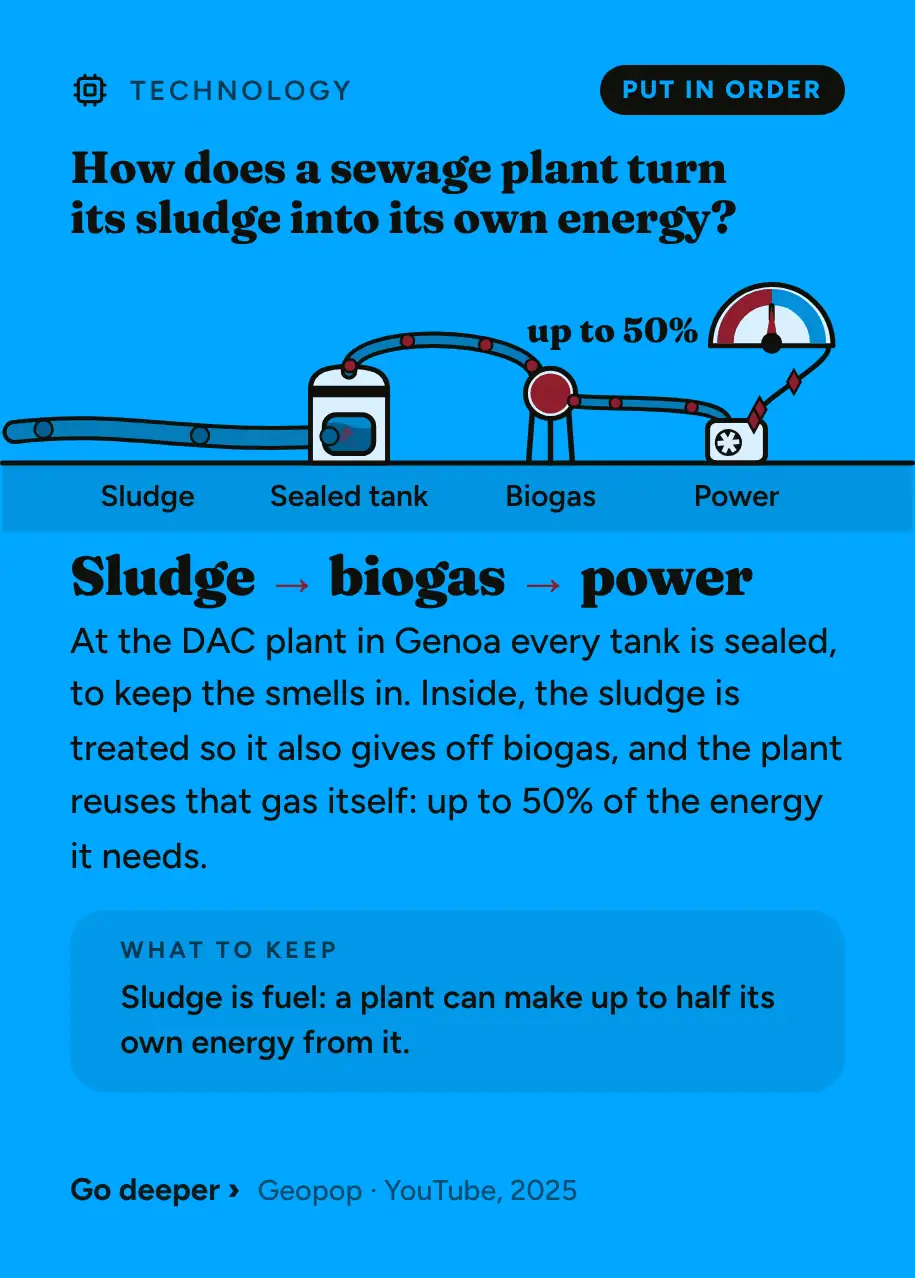 TECHNOLOGY
PUT IN ORDER
How does a sewage plant turn
its sludge into its own energy?
up to 50%
Sludge
Sealed tank
Biogas
Power
Sludge → biogas → power
At the DAC plant in Genoa every tank is sealed,
to keep the smells in. Inside, the sludge is
treated so it also gives off biogas, and the plant
reuses that gas itself: up to 50% of the energy
it needs.
WHAT TO KEEP
Sludge is fuel: a plant can make up to half its
own energy from it.
Go deeper › Geopop · YouTube, 2025